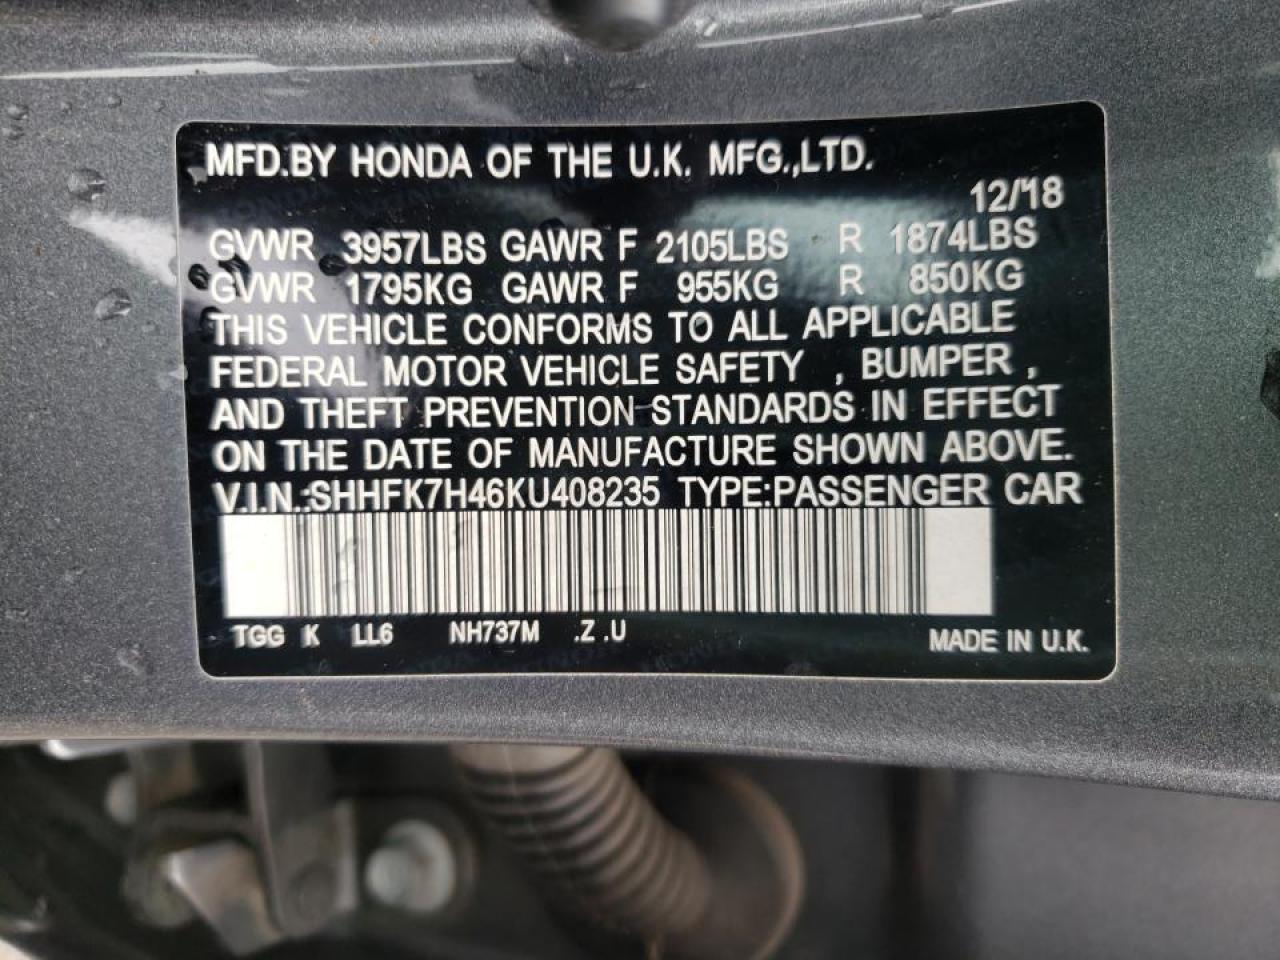 MFD.BY HONDA OF THE U.K. MFG.,LTD.
12/18
GVWR 3957LBS GAWR F 2105LBS R 1874LBS
GVWR 1795KG GAWR F 955KG R 850KG
THIS VEHICLE CONFORMS TO ALL APPLICABLE
FEDERAL MOTOR VEHICLE SAFETY , BUMPER ,
AND THEFT PREVENTION STANDARDS IN EFFECT
ON THE DATE OF MANUFACTURE SHOWN ABOVE.
V.I.N.:SHHFK7H46KU408235 TYPE:PASSENGER CAR
TGG K LL6 NH737M .Z .U
MADE IN U.K.